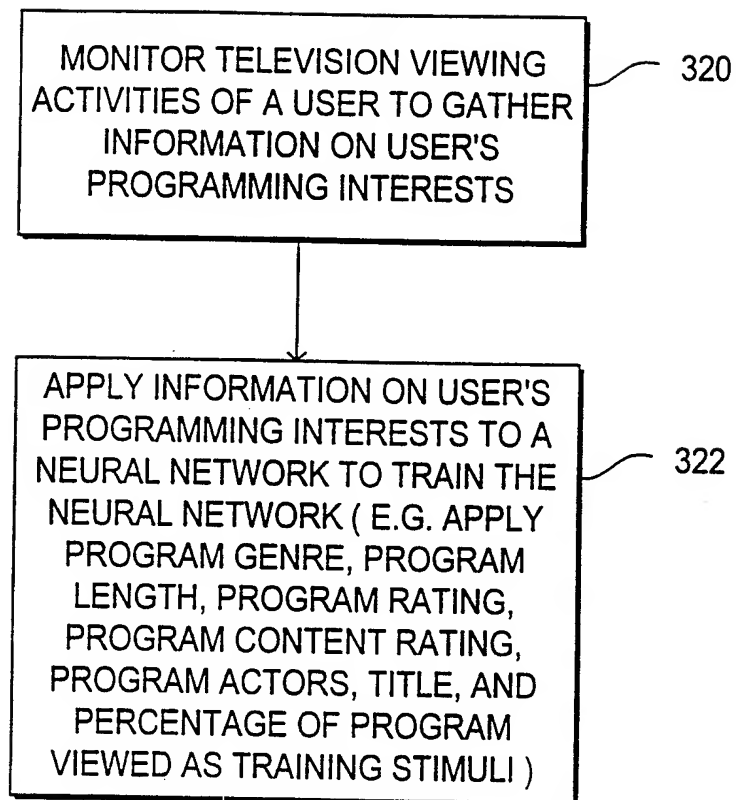 MONITOR TELEVISION VIEWING
ACTIVITIES OF A USER TO GATHER
INFORMATION ON USER'S
PROGRAMMING INTERESTS
320
APPLY INFORMATION ON USER'S
PROGRAMMING INTERESTS TO A
NEURAL NETWORK TO TRAIN THE
NEURAL NETWORK ( E.G. APPLY
PROGRAM GENRE, PROGRAM
LENGTH, PROGRAM RATING,
PROGRAM CONTENT RATING,
PROGRAM ACTORS, TITLE, AND
PERCENTAGE OF PROGRAM
VIEWED AS TRAINING STIMULI )
322